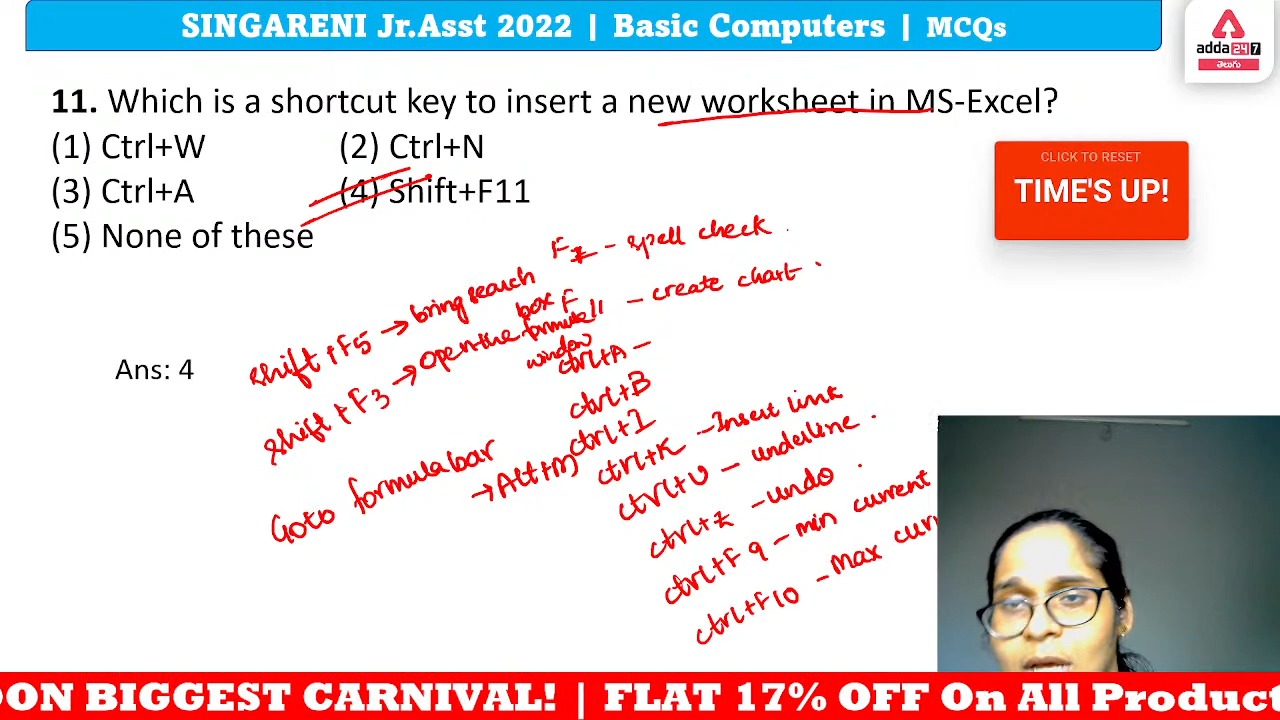 SINGARENI Jr.Asst 2022 | Basic Computers | MCQs
adda247
తెలుగు
11. Which is a shortcut key to insert a new worksheet in MS-Excel?
(1) Ctrl+W (2) Ctrl+N
(3) Ctrl+A (4) Shift+F11
(5) None of these
CLICK TO RESET
TIME'S UP!
Ans: 4
shift+F5 → bring search box
shift+F3 → open the formula window
Goto formula bar
→ Alt+M
F7 - spell check
F11 - create chart
ctrl+A -
ctrl+B
ctrl+I
ctrl+K - Insert link
ctrl+U - underline
ctrl+z - undo
ctrl+F9 - min current
ctrl+F10 - Max
OON BIGGEST CARNIVAL! | FLAT 17% OFF On All Product